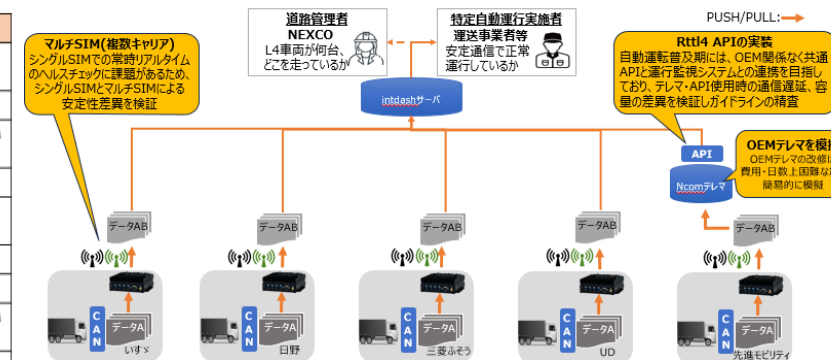 道路管理者
NEXCO
L4車両が何台、
どこを走っているか
特定自動運行実施者
運送事業者等
安定通信で正常
運行しているか
PUSH/PULL:
マルチSIM(複数キャリア)
シングルSIMでの常時リアルタイム
のヘルスチェックに課題があるため、
シングルSIMとマルチSIMによる
安定性差異を検証
Rttl4 APIの実装
自動運転普及期には、OEM関係なく共通
APIと運行監視システムとの連携を目指し
ており、テレマ・API使用時の通信遅延、容
量の差異を検証しガイドラインの精査
intdashサーバ
API
Ncomテレマ
OEMテレマを模
OEMテレマの改修に
費用・日数上困難な
簡易的に模擬
データAB
データAB
データAB
データAB
データAB
CAN
データA
いすゞ
CAN
データA
日野
CAN
データA
三菱ふそう
CAN
データA
UD
CAN
データA
先進モビリティ